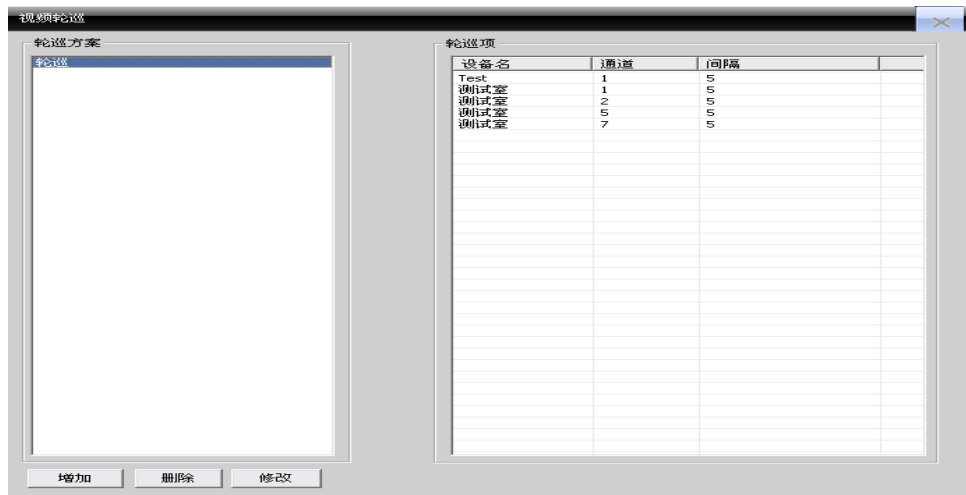 视频轮巡
轮巡方案
轮巡
增加 删除 修改
轮巡项
设备名 通道 间隔
Test 1 5
测试室 1 5
测试室 2 5
测试室 5 5
测试室 7 5